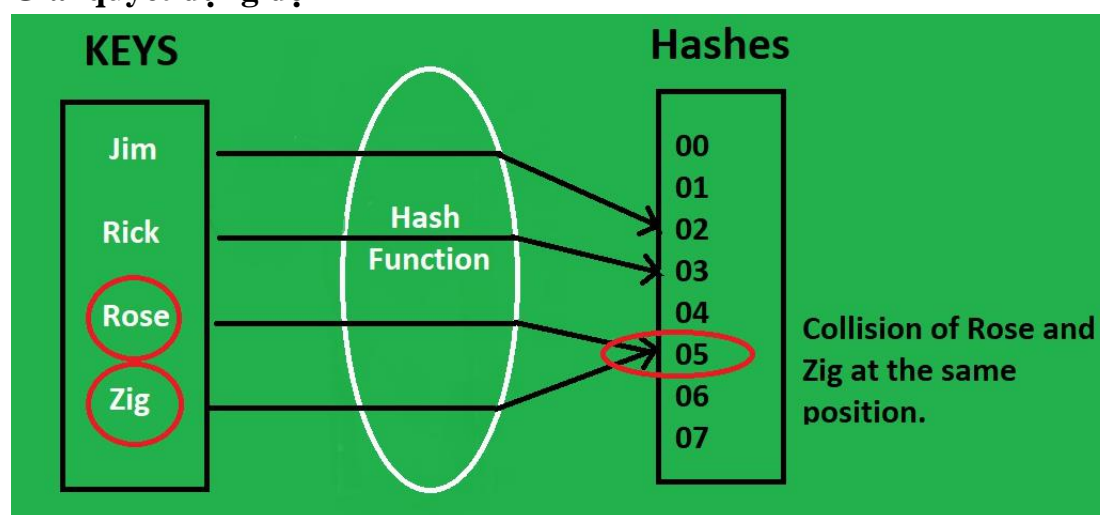 KEYS
Hashes
Jim
Rick
Rose
Zig
Hash
Function
00
01
02
03
04
05
06
07
Collision of Rose and
Zig at the same
position.